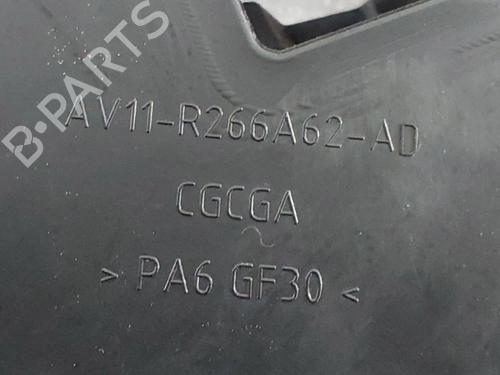 B-PARTS
AV11-R266A62-AD
CGCGA
> PA6 GF30 <